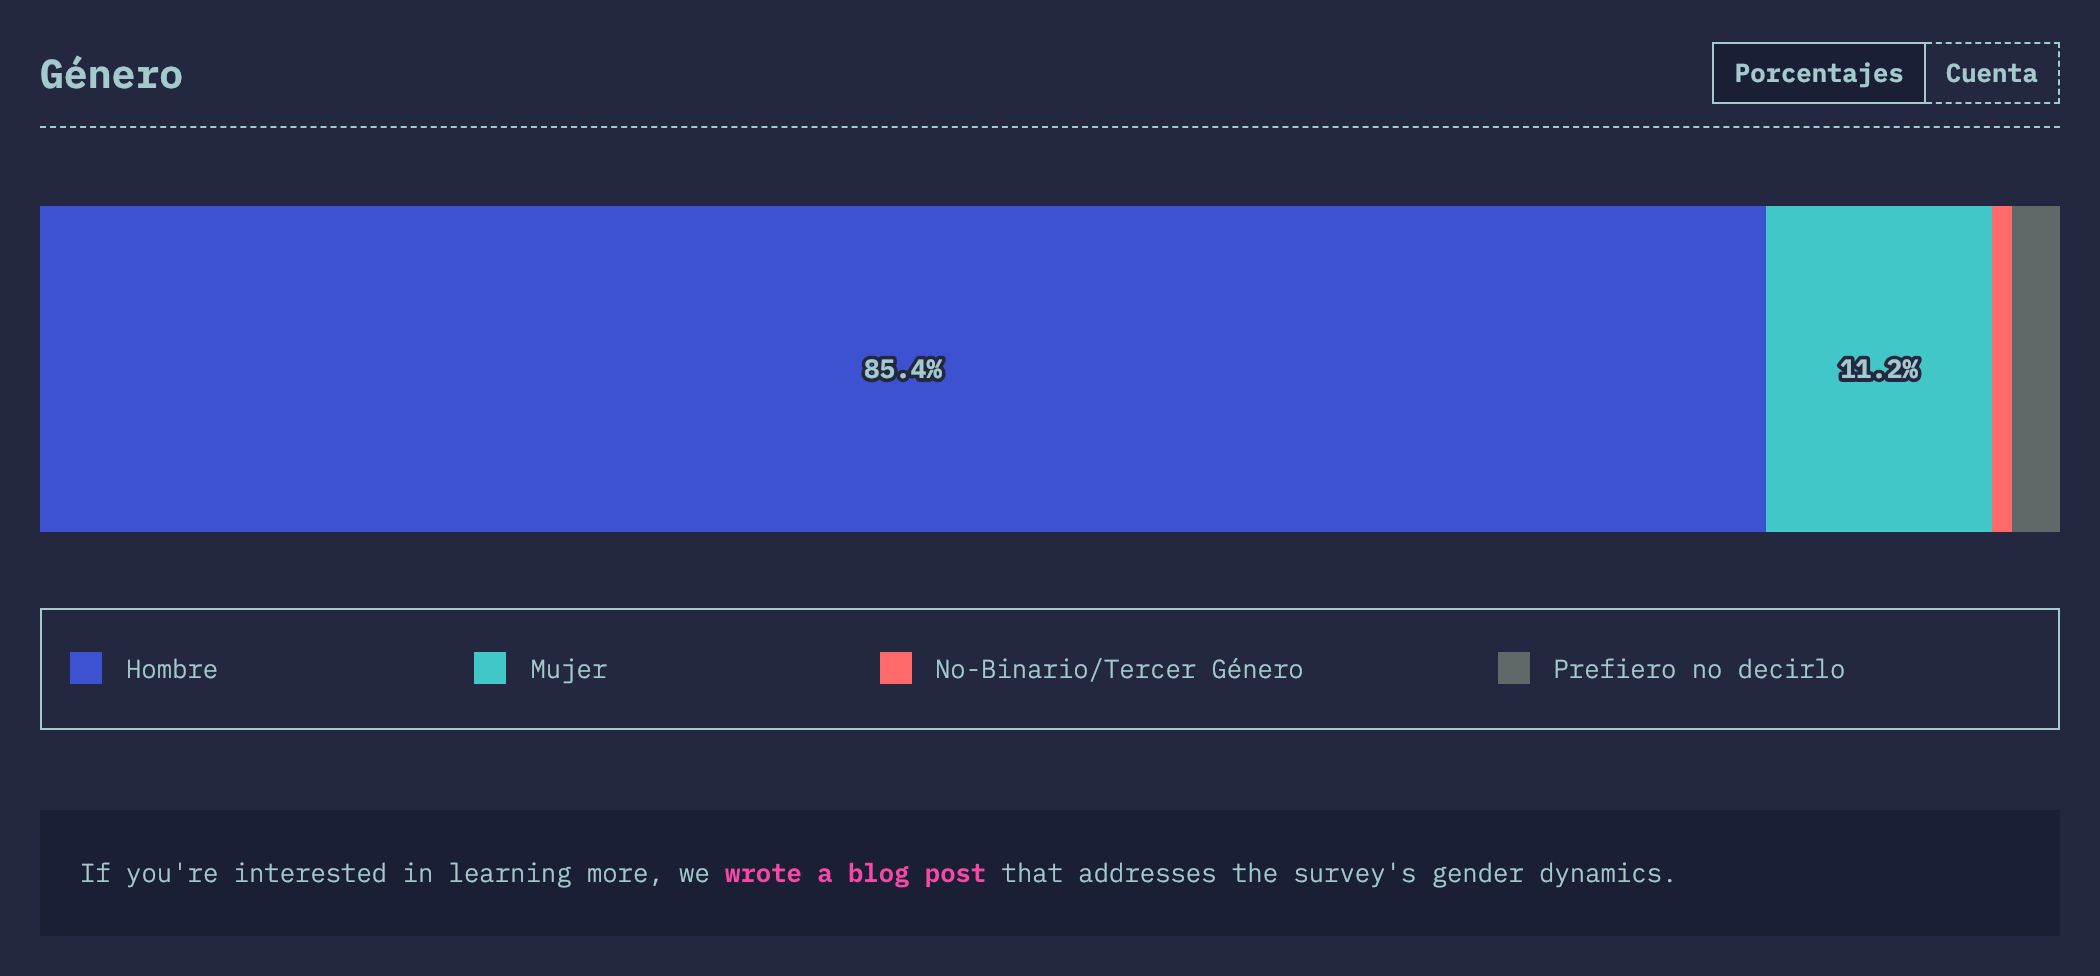 Género
Porcentajes Cuenta
85.4% 11.2%
Hombre Mujer No-Binario/Tercer Género Prefiero no decirlo
If you're interested in learning more, we wrote a blog post that addresses the survey's gender dynamics.